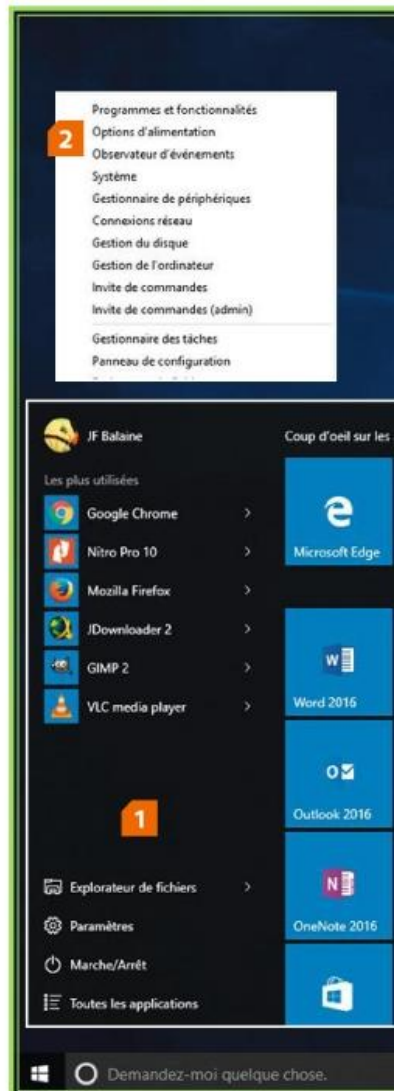 Programmes et fonctionnalités
2
Options d'alimentation
Observateur d'événements
Système
Gestionnaire de périphériques
Connexions réseau
Gestion du disque
Gestion de l'ordinateur
Invite de commandes
Invite de commandes (admin)
Gestionnaire des tâches
Panneau de configuration
JF Balaine
Coup d'oeil sur les
Les plus utilisées
Google Chrome
Nitro Pro 10
Mozilla Firefox
JDownloader 2
GIMP 2
VLC media player
Microsoft Edge
Word 2016
Outlook 2016
OneNote 2016
1
Explorateur de fichiers
Paramètres
Marche/Arrêt
Toutes les applications
Demandez-moi quelque chose.